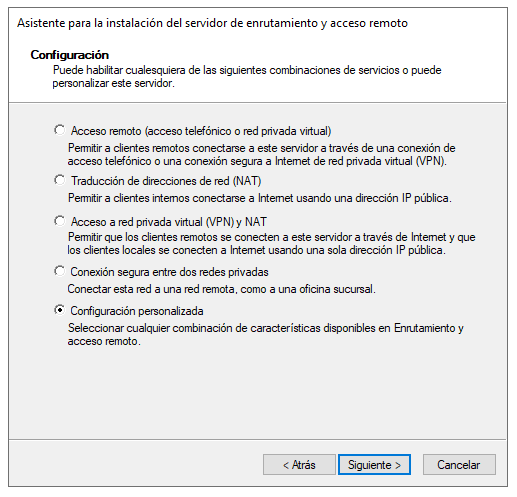 Asistente para la instalación del servidor de enrutamiento y acceso remoto
Configuración
Puede habilitar cualesquiera de las siguientes combinaciones de servicios o puede
personalizar este servidor.
Acceso remoto (acceso telefónico o red privada virtual)
Permitir a clientes remotos conectarse a este servidor a través de una conexión de
acceso telefónico o una conexión segura a Internet de red privada virtual (VPN).
Traducción de direcciones de red (NAT)
Permitir a clientes internos conectarse a Internet usando una dirección IP pública.
Acceso a red privada virtual (VPN) y NAT
Permitir que los clientes remotos se conecten a este servidor a través de Internet y que
los clientes locales se conecten a Internet usando una sola dirección IP pública.
Conexión segura entre dos redes privadas
Conectar esta red a una red remota, como a una oficina sucursal.
Configuración personalizada
Seleccionar cualquier combinación de características disponibles en Enrutamiento y
acceso remoto.
< Atrás
Siguiente >
Cancelar